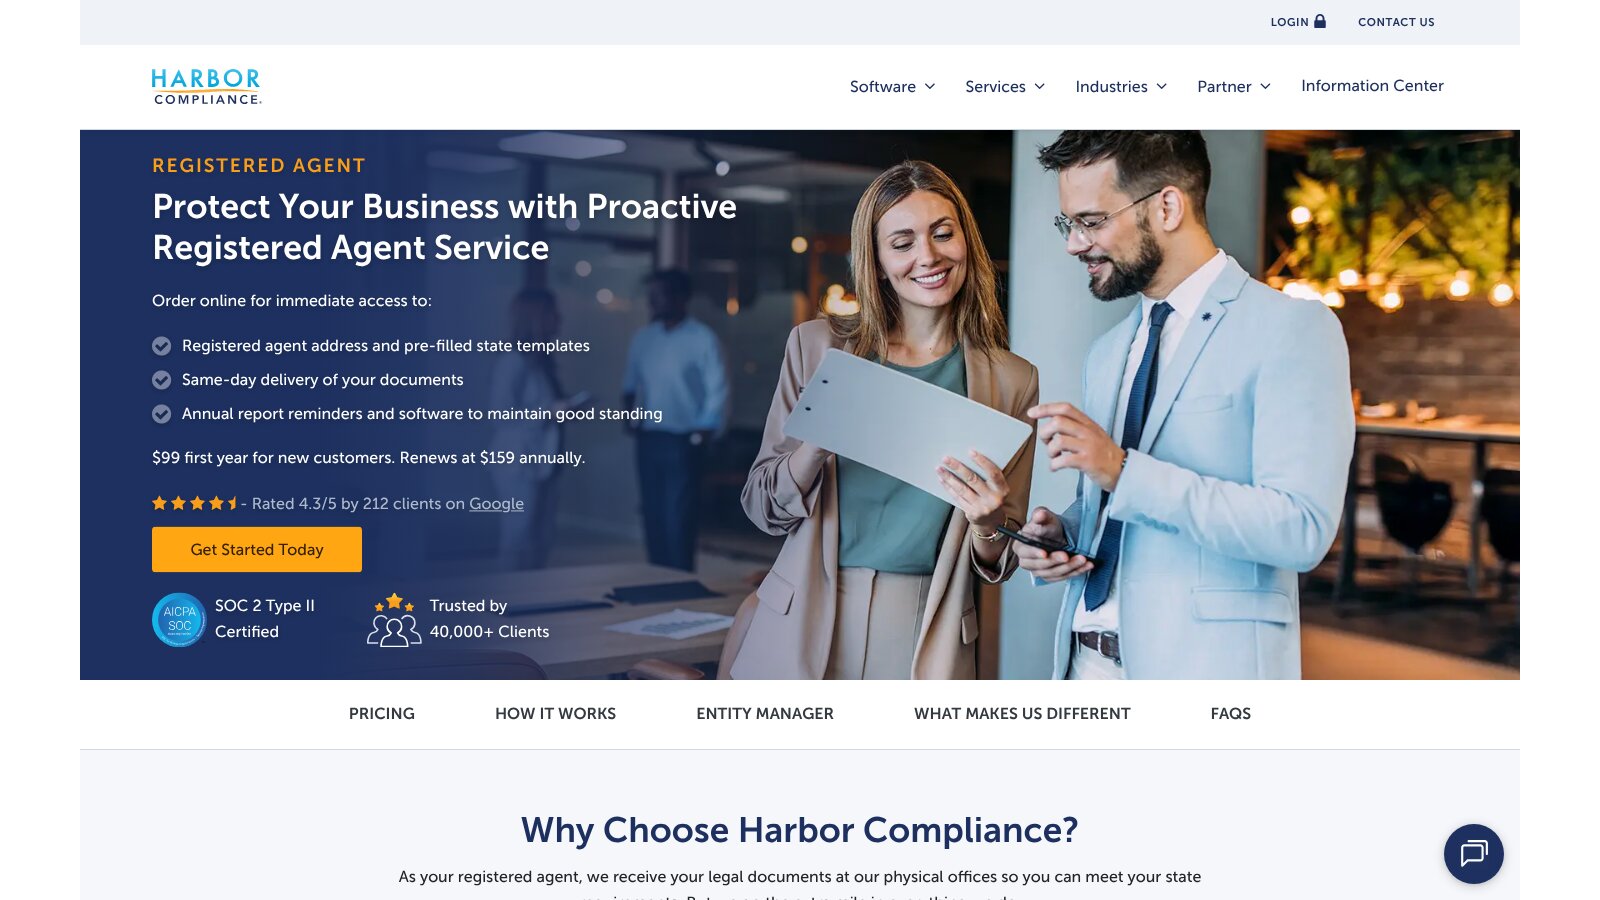 LOGIN
CONTACT US
HARBOR
COMPLIANCE
Software
Services
Industries
Partner
Information Center
REGISTERED AGENT
Protect Your Business with Proactive
Registered Agent Service
Order online for immediate access to:
Registered agent address and pre-filled state templates
Same-day delivery of your documents
Annual report reminders and software to maintain good standing
$99 first year for new customers. Renews at $159 annually.
- Rated 4.3/5 by 212 clients on Google
Get Started Today
AICPA
SOC
SOC 2 Type II
Certified
Trusted by
40,000+ Clients
PRICING
HOW IT WORKS
ENTITY MANAGER
WHAT MAKES US DIFFERENT
FAQS
Why Choose Harbor Compliance?
As your registered agent, we receive your legal documents at our physical offices so you can meet your state